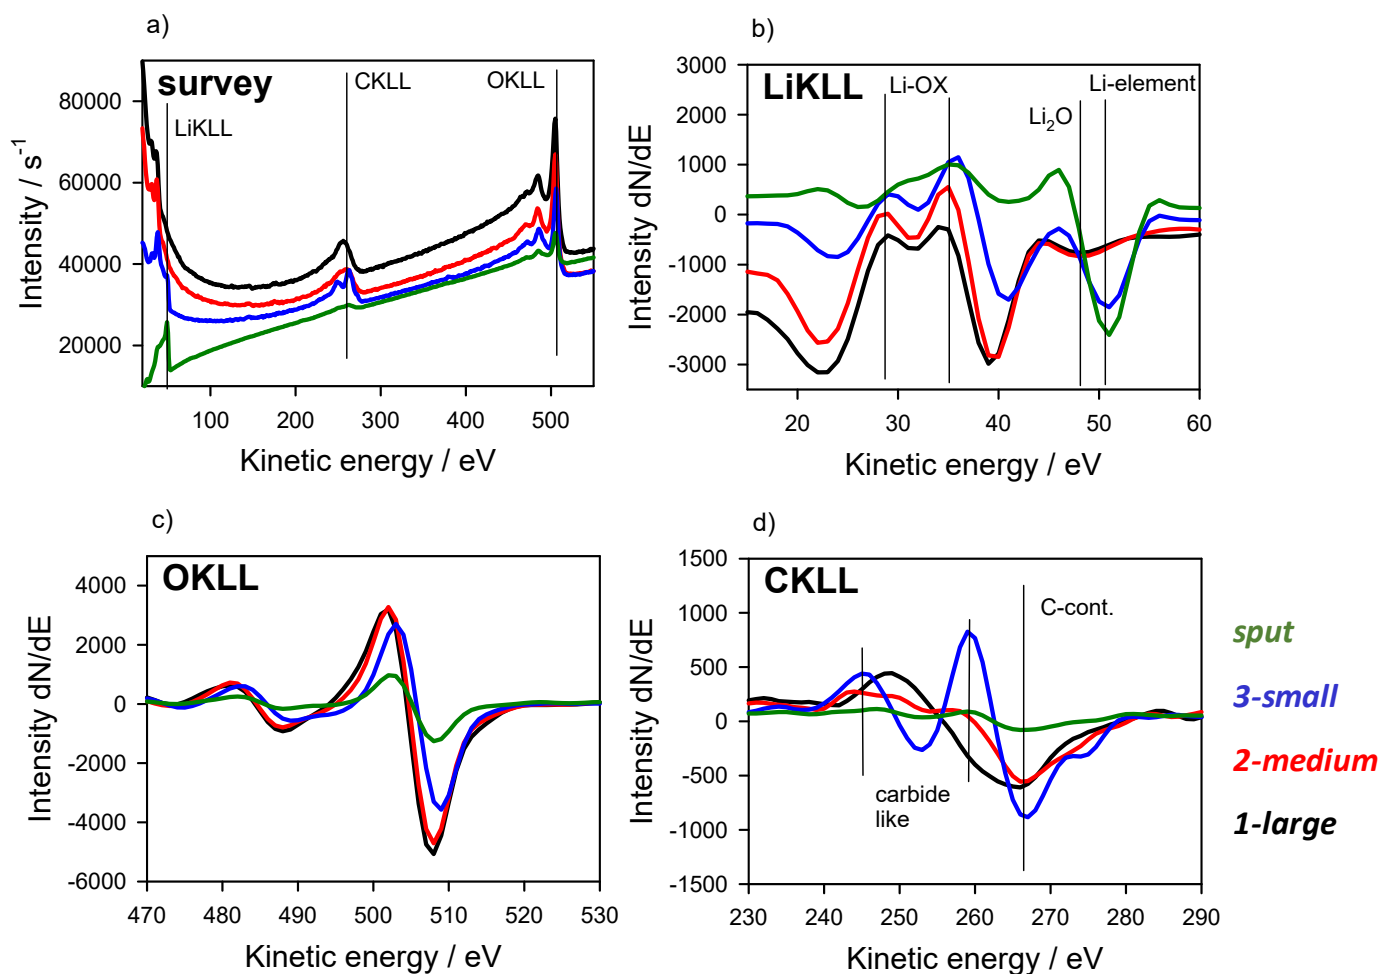 a)
survey
CKLL
OKLL
LiKLL
80000
60000
40000
20000
Intensity / s⁻¹
100
200
300
400
500
Kinetic energy / eV
b)
LiKLL
Li-OX
Li-element
Li₂O
3000
2000
1000
0
-1000
-2000
-3000
Intensity dN/dE
20
30
40
50
60
Kinetic energy / eV
c)
OKLL
4000
2000
0
-2000
-4000
-6000
Intensity dN/dE
470
480
490
500
510
520
530
Kinetic energy / eV
d)
CKLL
C-cont.
carbide
like
1500
1000
500
0
-500
-1000
-1500
Intensity dN/dE
230
240
250
260
270
280
290
Kinetic energy / eV
sput
3-small
2-medium
1-large